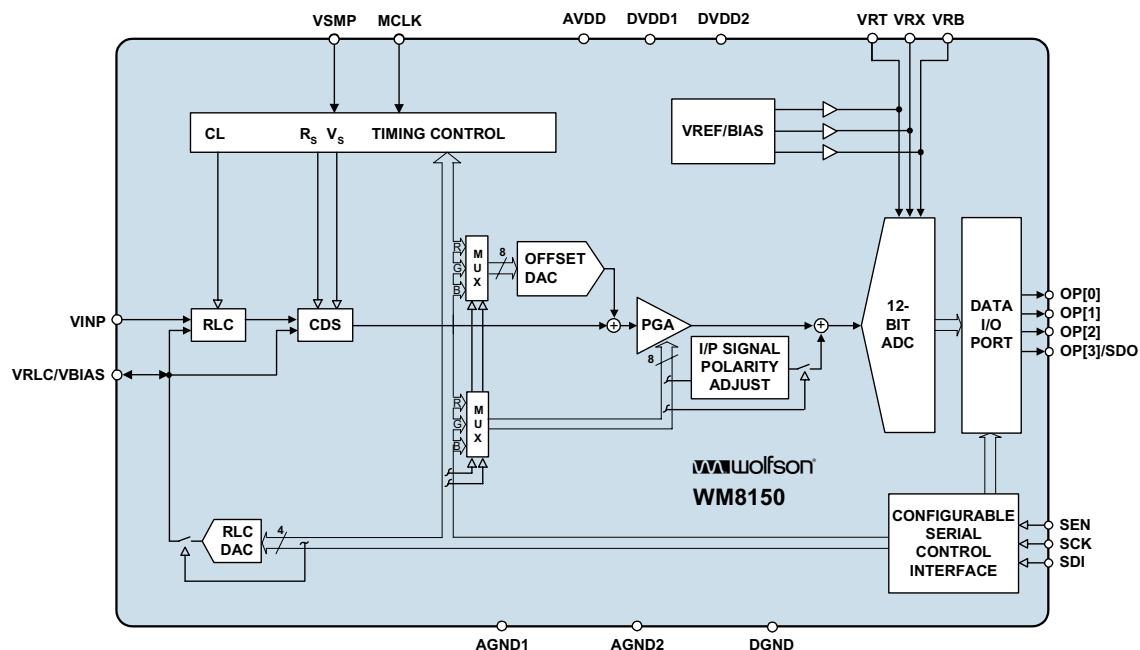 VSMP MCLK AVDD DVDD1 DVDD2 VRT VRX VRB
CL RS VS TIMING CONTROL
VREF/BIAS
R
G
B
MUX
8
OFFSET
DAC
VINP
RLC
CDS
PGA
8
I/P SIGNAL
POLARITY
ADJUST
12-
BIT
ADC
DATA
I/O
PORT
OP[0]
OP[1]
OP[2]
OP[3]/SDO
VRLC/VBIAS
R
G
B
MUX
wolfson®
WM8150
RLC
DAC
4
CONFIGURABLE
SERIAL
CONTROL
INTERFACE
SEN
SCK
SDI
AGND1 AGND2 DGND